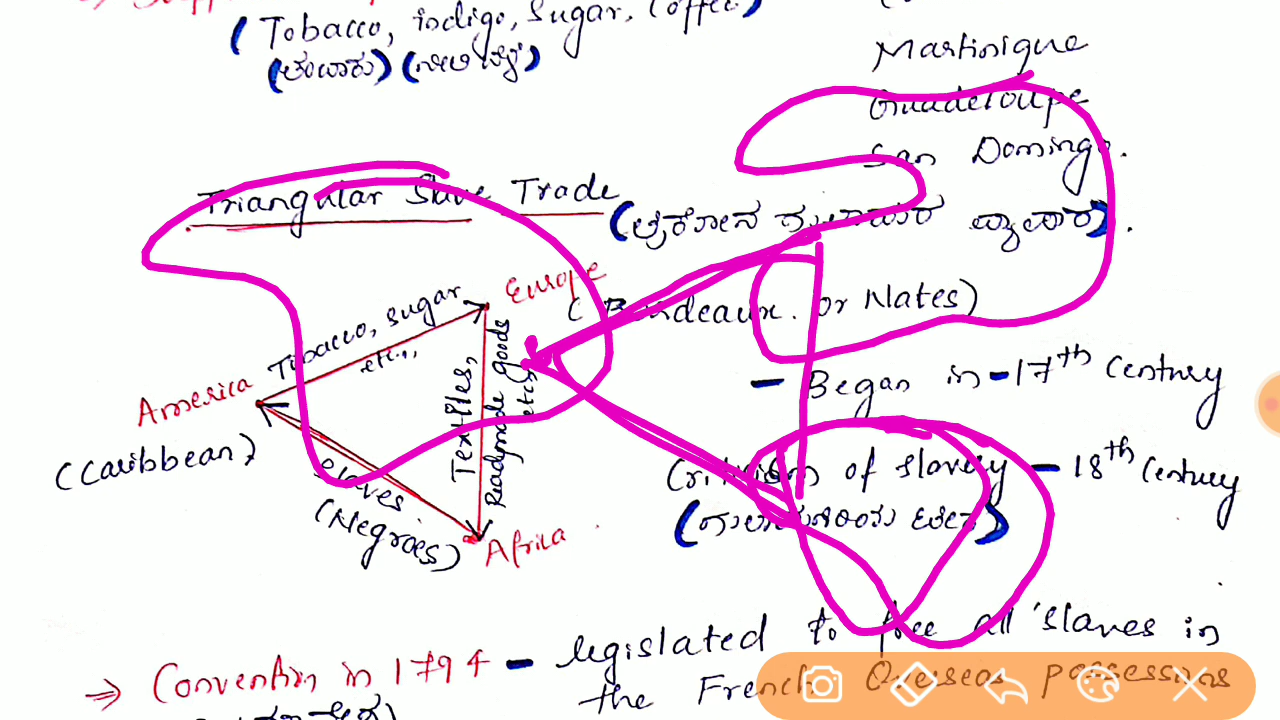 (Tobacco, indigo, Sugar, Coffee)
(ತಂಬಾಕು)
Martinique
Guadeloupe
San Domingo.
Triangular Slave Trade
(ತ್ರಿಕೋನ ಗುಲಾಮರ ವ್ಯಾಪಾರ).
Europe
or Nates)
Tobacco, sugar
etc.,
Textiles,
Readymade goods
etc
America
(Caribbean)
slaves
(Negroes)
Africa
- Began in - 17th Century
of slavery - 18th Century
⇒ Convention in 1794 - legislated to free all slaves in
the French Overseas possessions